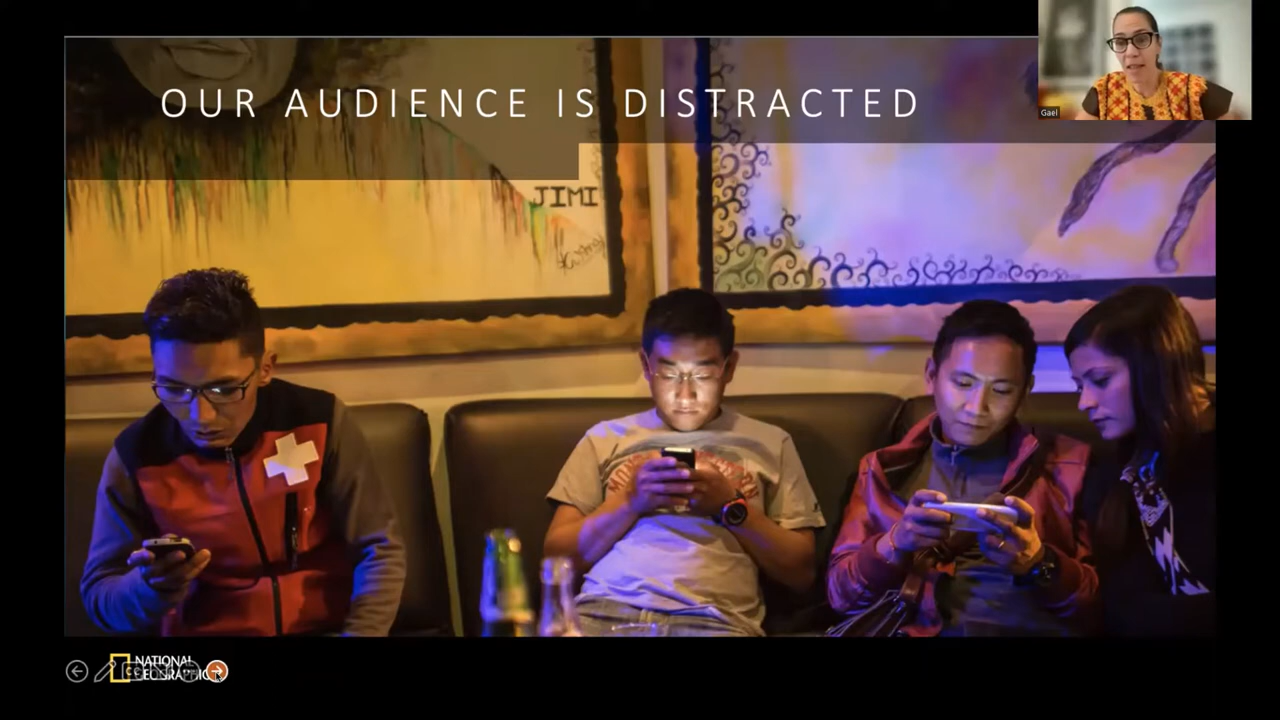 OUR AUDIENCE IS DISTRACTED
Gael
JIMI
NATIONAL
GEOGRAPHIC